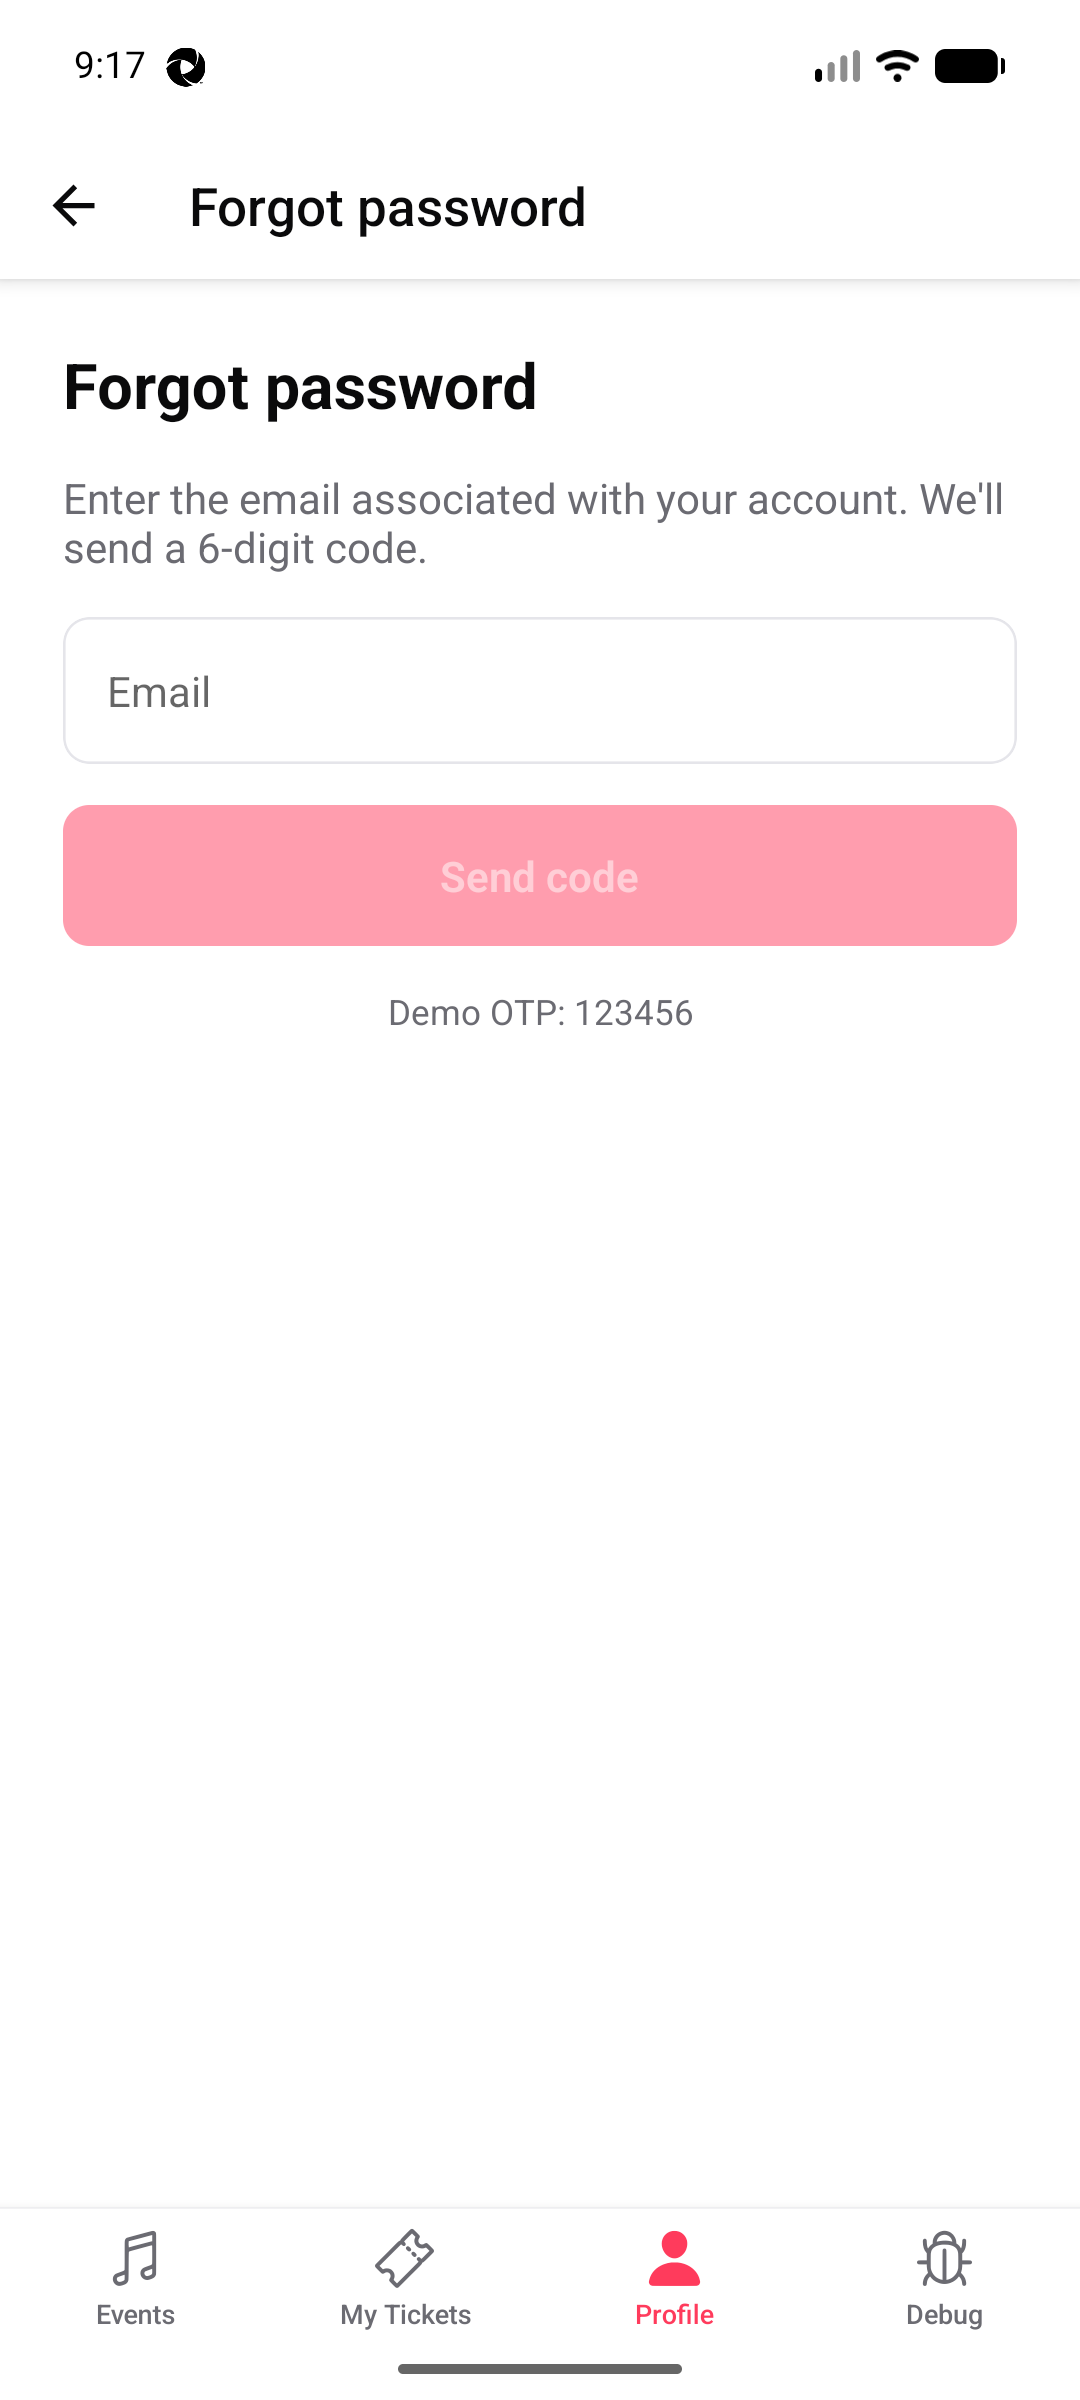 9:17
Forgot password
Forgot password
Enter the email associated with your account. We'll
send a 6-digit code.
Email
Send code
Demo OTP: 123456
Events
My Tickets
Profile
Debug